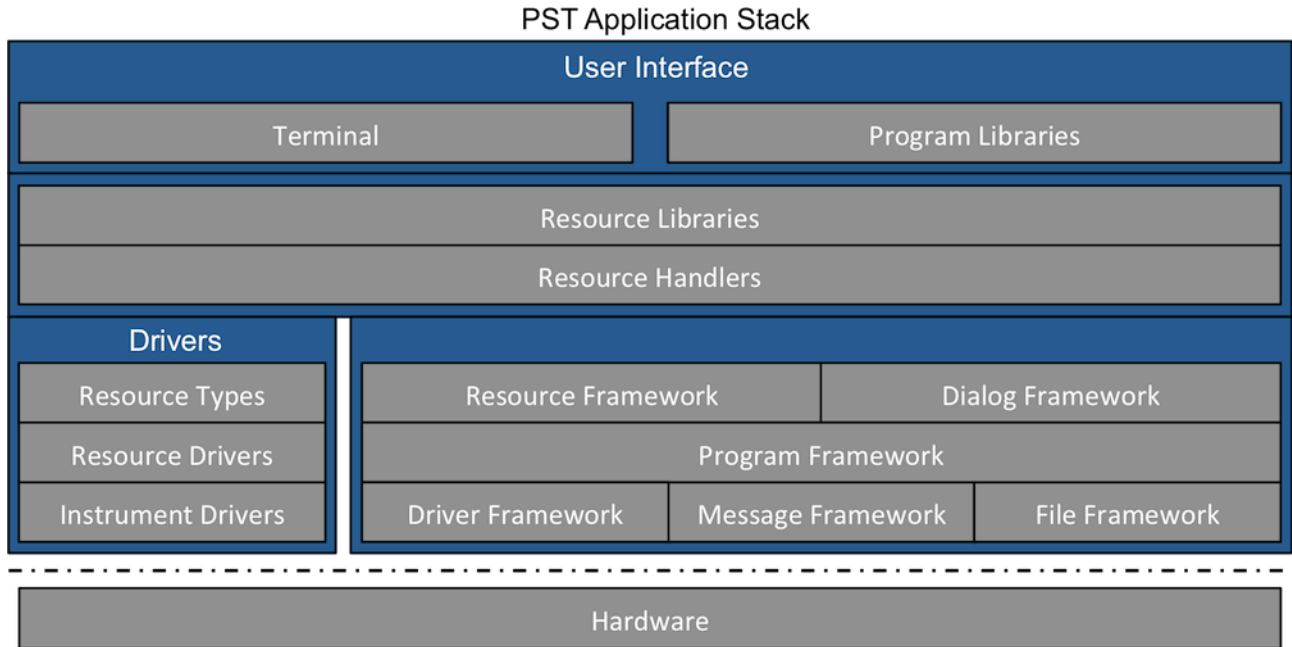 PST Application Stack
User Interface
Terminal
Program Libraries
Resource Libraries
Resource Handlers
Drivers
Resource Types
Resource Drivers
Instrument Drivers
Resource Framework
Dialog Framework
Program Framework
Driver Framework
Message Framework
File Framework
Hardware